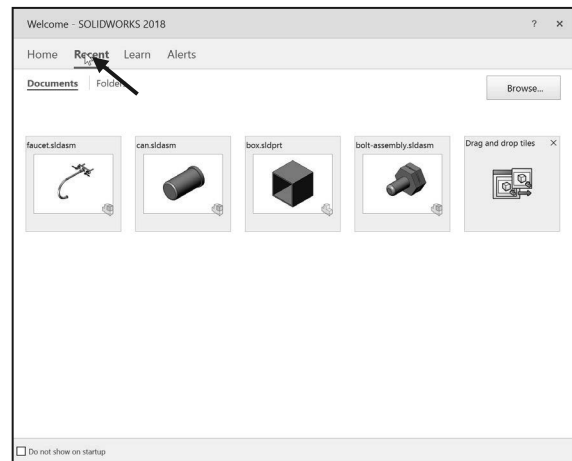 Welcome - SOLIDWORKS 2018 ? ×
Home Recent Learn Alerts
Documents Folder
Browse...
faucet.sldasm can.sldasm box.sldprt bolt-assembly.sldasm Drag and drop tiles ×
Do not show on startup